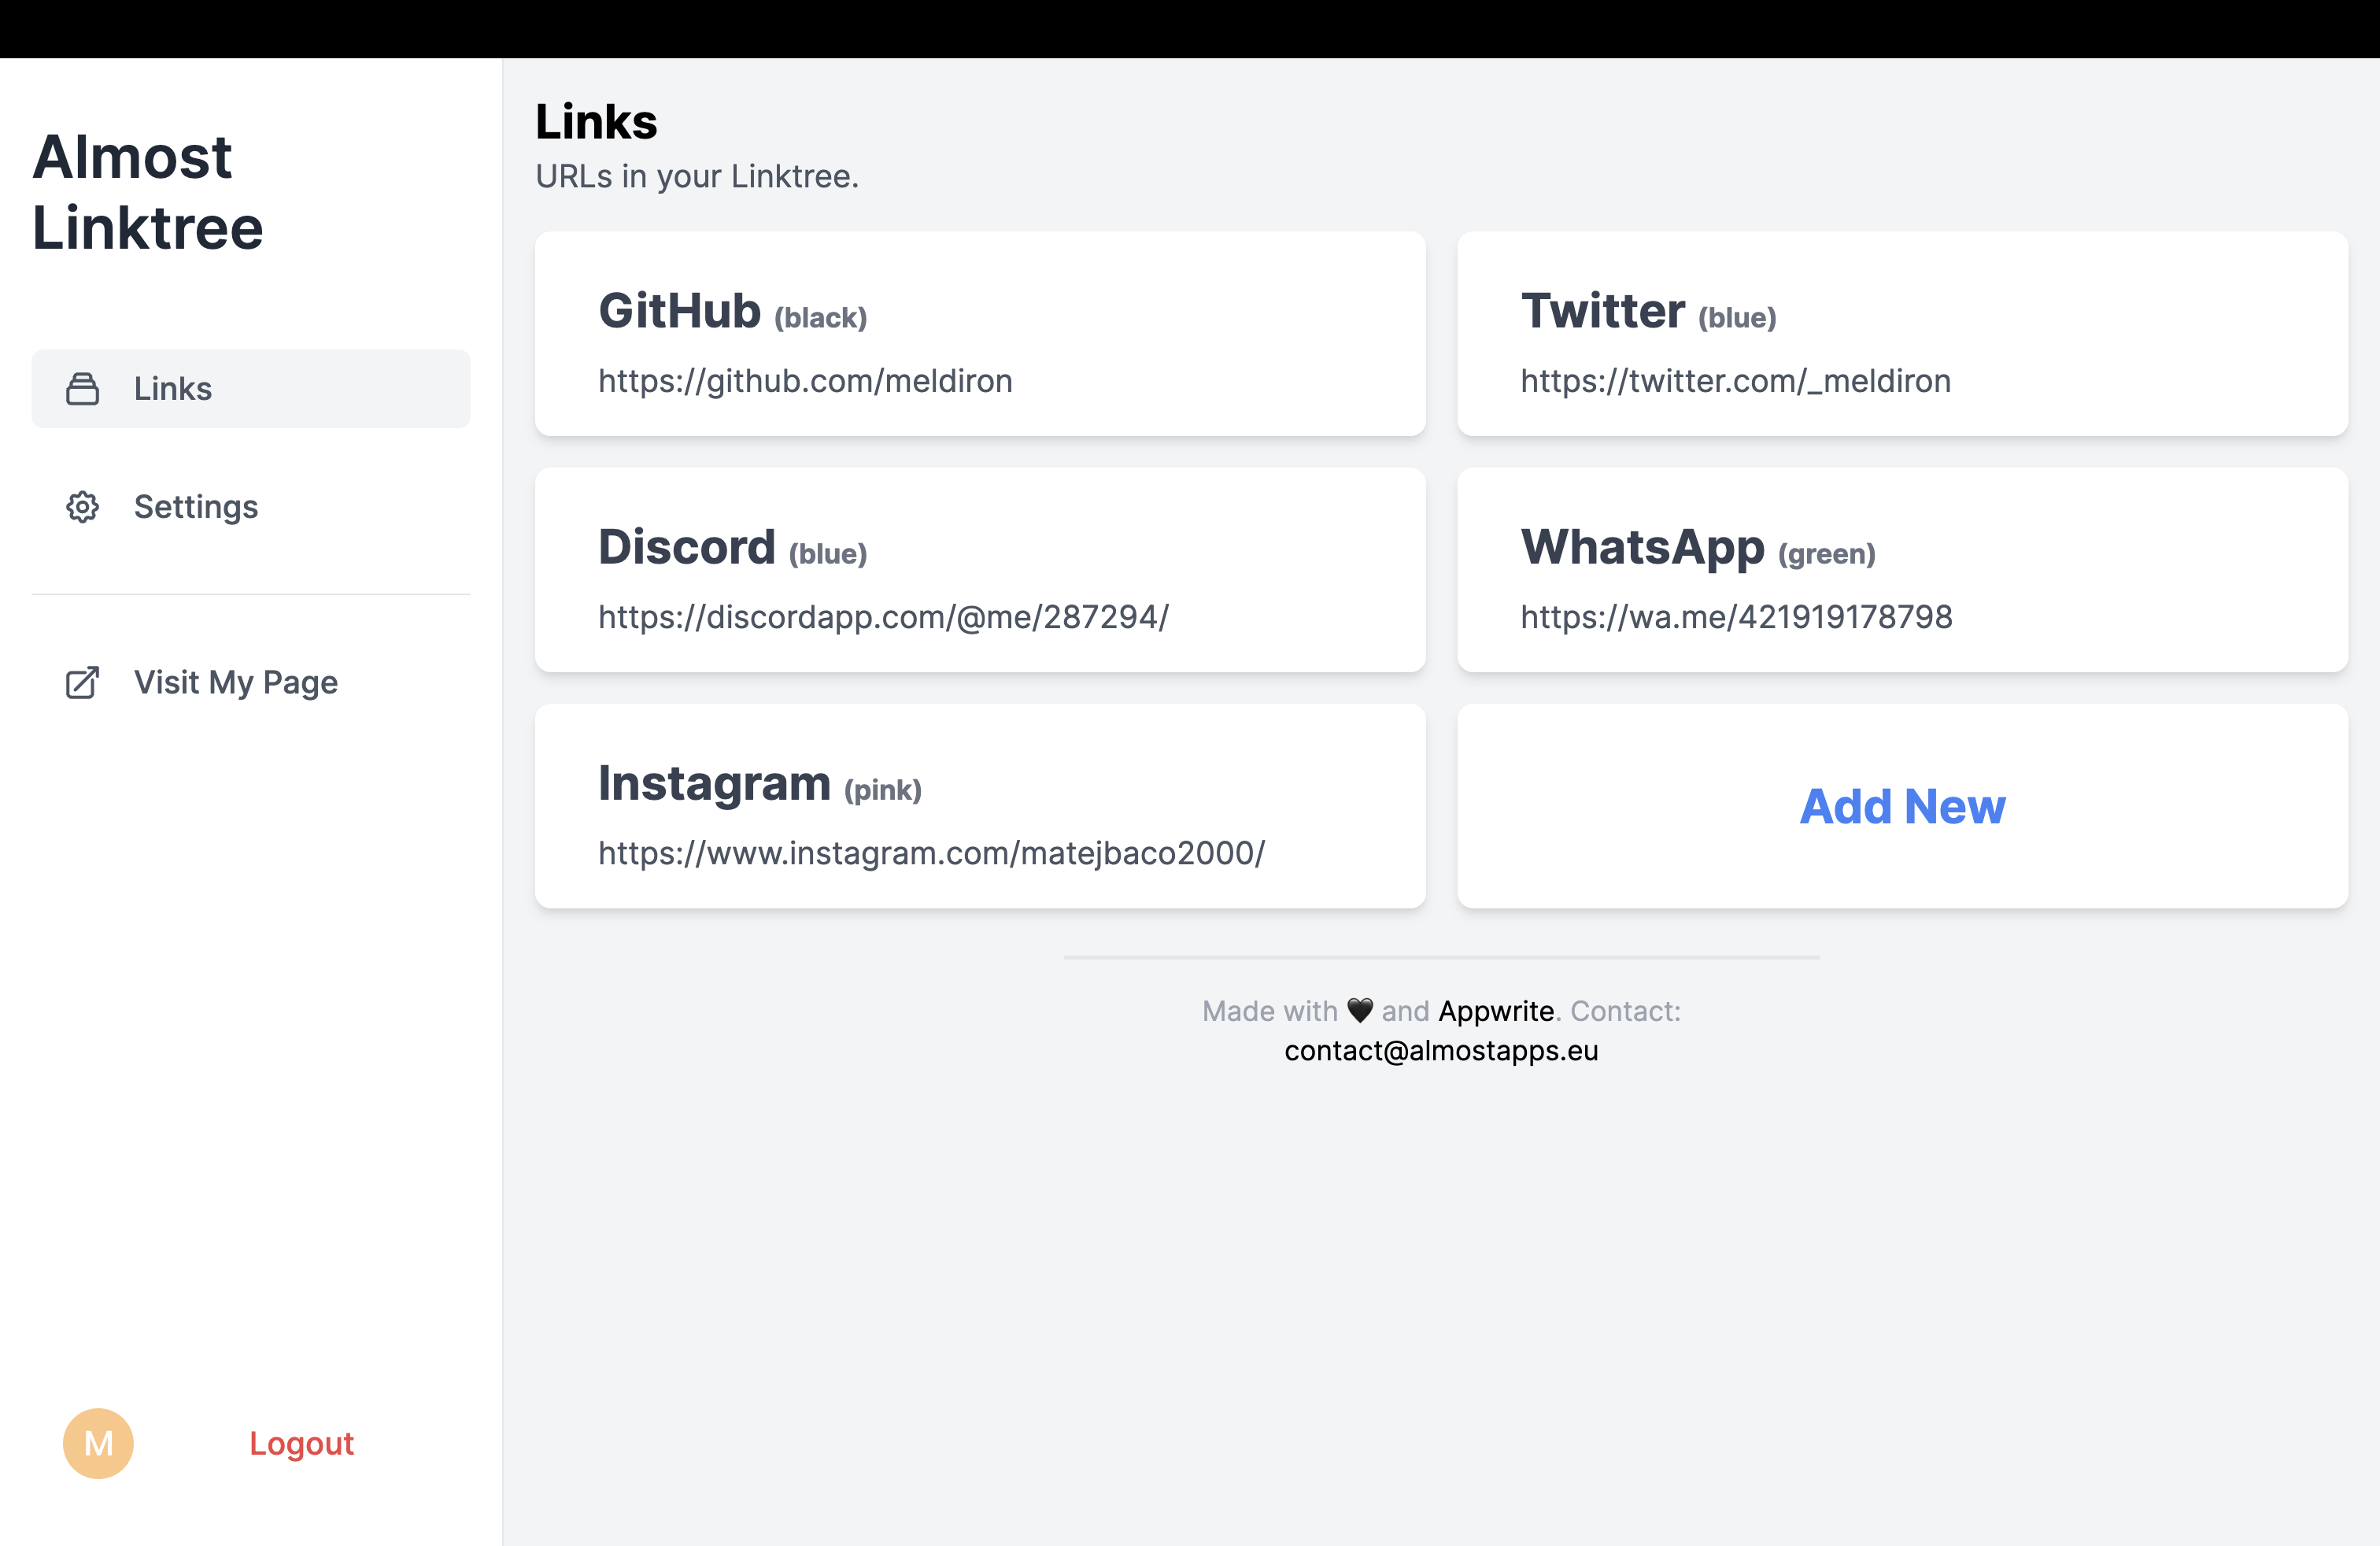 Almost
Linktree
Links
Settings
Visit My Page
M
Logout
Links
URLs in your Linktree.
GitHub (black)
https://github.com/meldiron
Twitter (blue)
https://twitter.com/_meldiron
Discord (blue)
https://discordapp.com/@me/287294/
WhatsApp (green)
https://wa.me/421919178798
Instagram (pink)
https://www.instagram.com/matejbaco2000/
Add New
Made with 🖤 and Appwrite. Contact:
contact@almostapps.eu